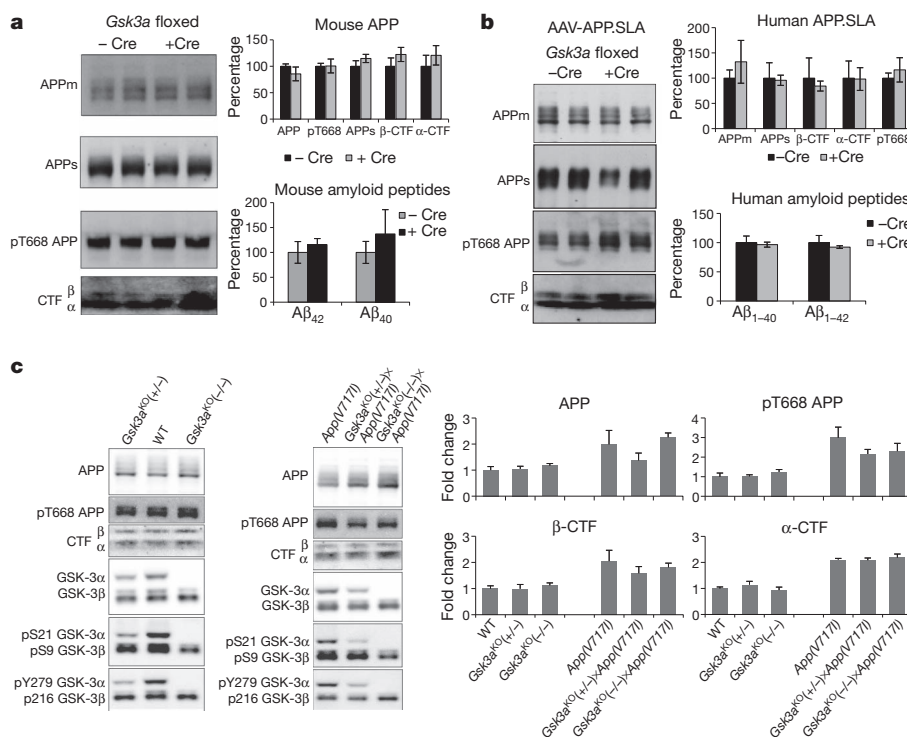 a
Gsk3a floxed
– Cre +Cre
APPm
APPs
pT668 APP
CTF β
α
Mouse APP
Percentage
150
100
50
0
APP pT668 APPs β-CTF α-CTF
– Cre + Cre
Mouse amyloid peptides
Percentage
200
150
100
50
0
– Cre
+ Cre
Aβ42 Aβ40
b
AAV-APP.SLA
Gsk3a floxed
–Cre +Cre
APPm
APPs
pT668 APP
CTF β
α
Human APP.SLA
Percentage
200
150
100
50
0
APPm APPs β-CTF α-CTF pT668
–Cre +Cre
Human amyloid peptides
Percentage
150
100
50
0
–Cre
+Cre
Aβ1–40 Aβ1–42
c
Gsk3aKO(+/–)
WT
Gsk3aKO(–/–)
APP
pT668 APP
CTF β
α
GSK-3α
GSK-3β
pS21 GSK-3α
pS9 GSK-3β
pY279 GSK-3α
p216 GSK-3β
App(V717I)
Gsk3aKO(+/–)×
App(V717I)
Gsk3aKO(–/–)×
App(V717I)
APP
pT668 APP
CTF β
α
GSK-3α
GSK-3β
pS21 GSK-3α
pS9 GSK-3β
pY279 GSK-3α
p216 GSK-3β
APP
Fold change
3
2
1
0
pT668 APP
4
3
2
1
0
β-CTF
Fold change
3
2
1
0
WT
Gsk3aKO(+/–)
Gsk3aKO(–/–)
App(V717I)
Gsk3aKO(+/–)×App(V717I)
Gsk3aKO(–/–)×App(V717I)
α-CTF
3
2
1
0
WT
Gsk3aKO(+/–)
Gsk3aKO(–/–)
App(V717I)
Gsk3aKO(+/–)×App(V717I)
Gsk3aKO(–/–)×App(V717I)